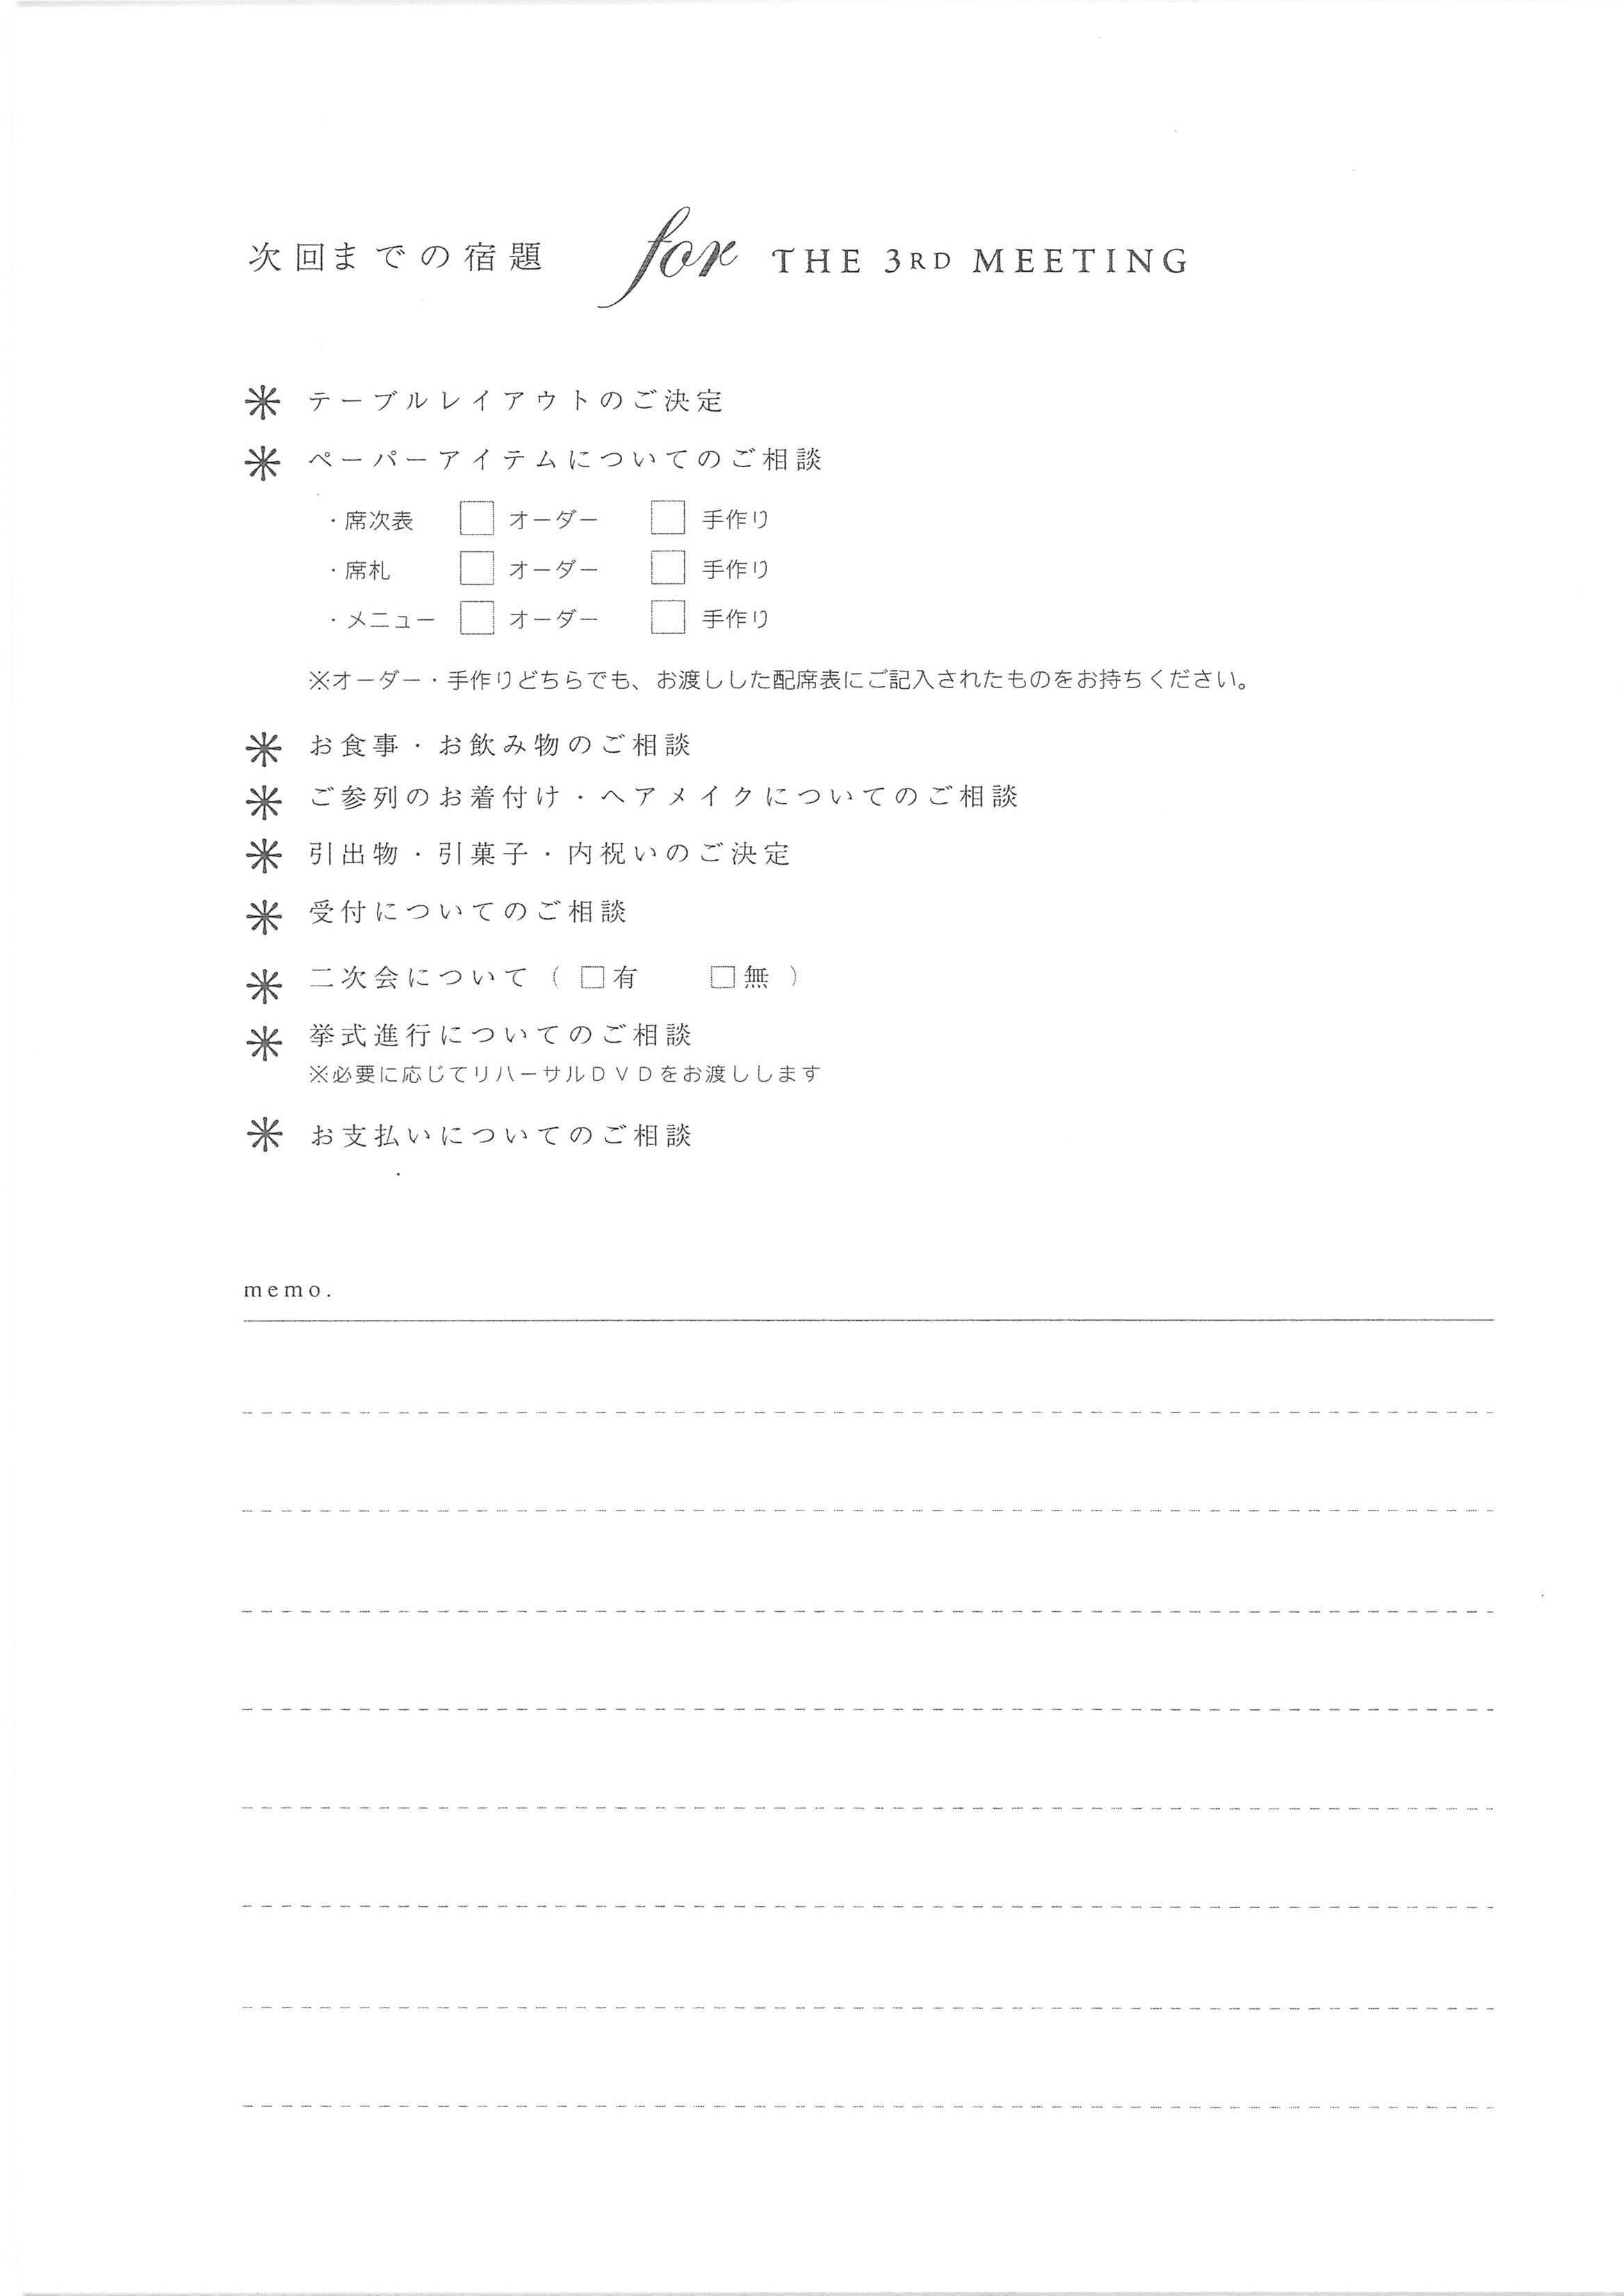 次回までの宿題 for THE 3RD MEETING
＊ テーブルレイアウトのご決定
＊ ペーパーアイテムについてのご相談
・席次表 □ オーダー □ 手作り
・席札 □ オーダー □ 手作り
・メニュー □ オーダー □ 手作り
※オーダー・手作りどちらでも、お渡しした配席表にご記入されたものをお持ちください。
＊ お食事・お飲み物のご相談
＊ ご参列のお着付け・ヘアメイクについてのご相談
＊ 引出物・引菓子・内祝いのご決定
＊ 受付についてのご相談
＊ 二次会について（ □有 □無 ）
＊ 挙式進行についてのご相談
※必要に応じてリハーサルＤＶＤをお渡しします
＊ お支払いについてのご相談
memo.